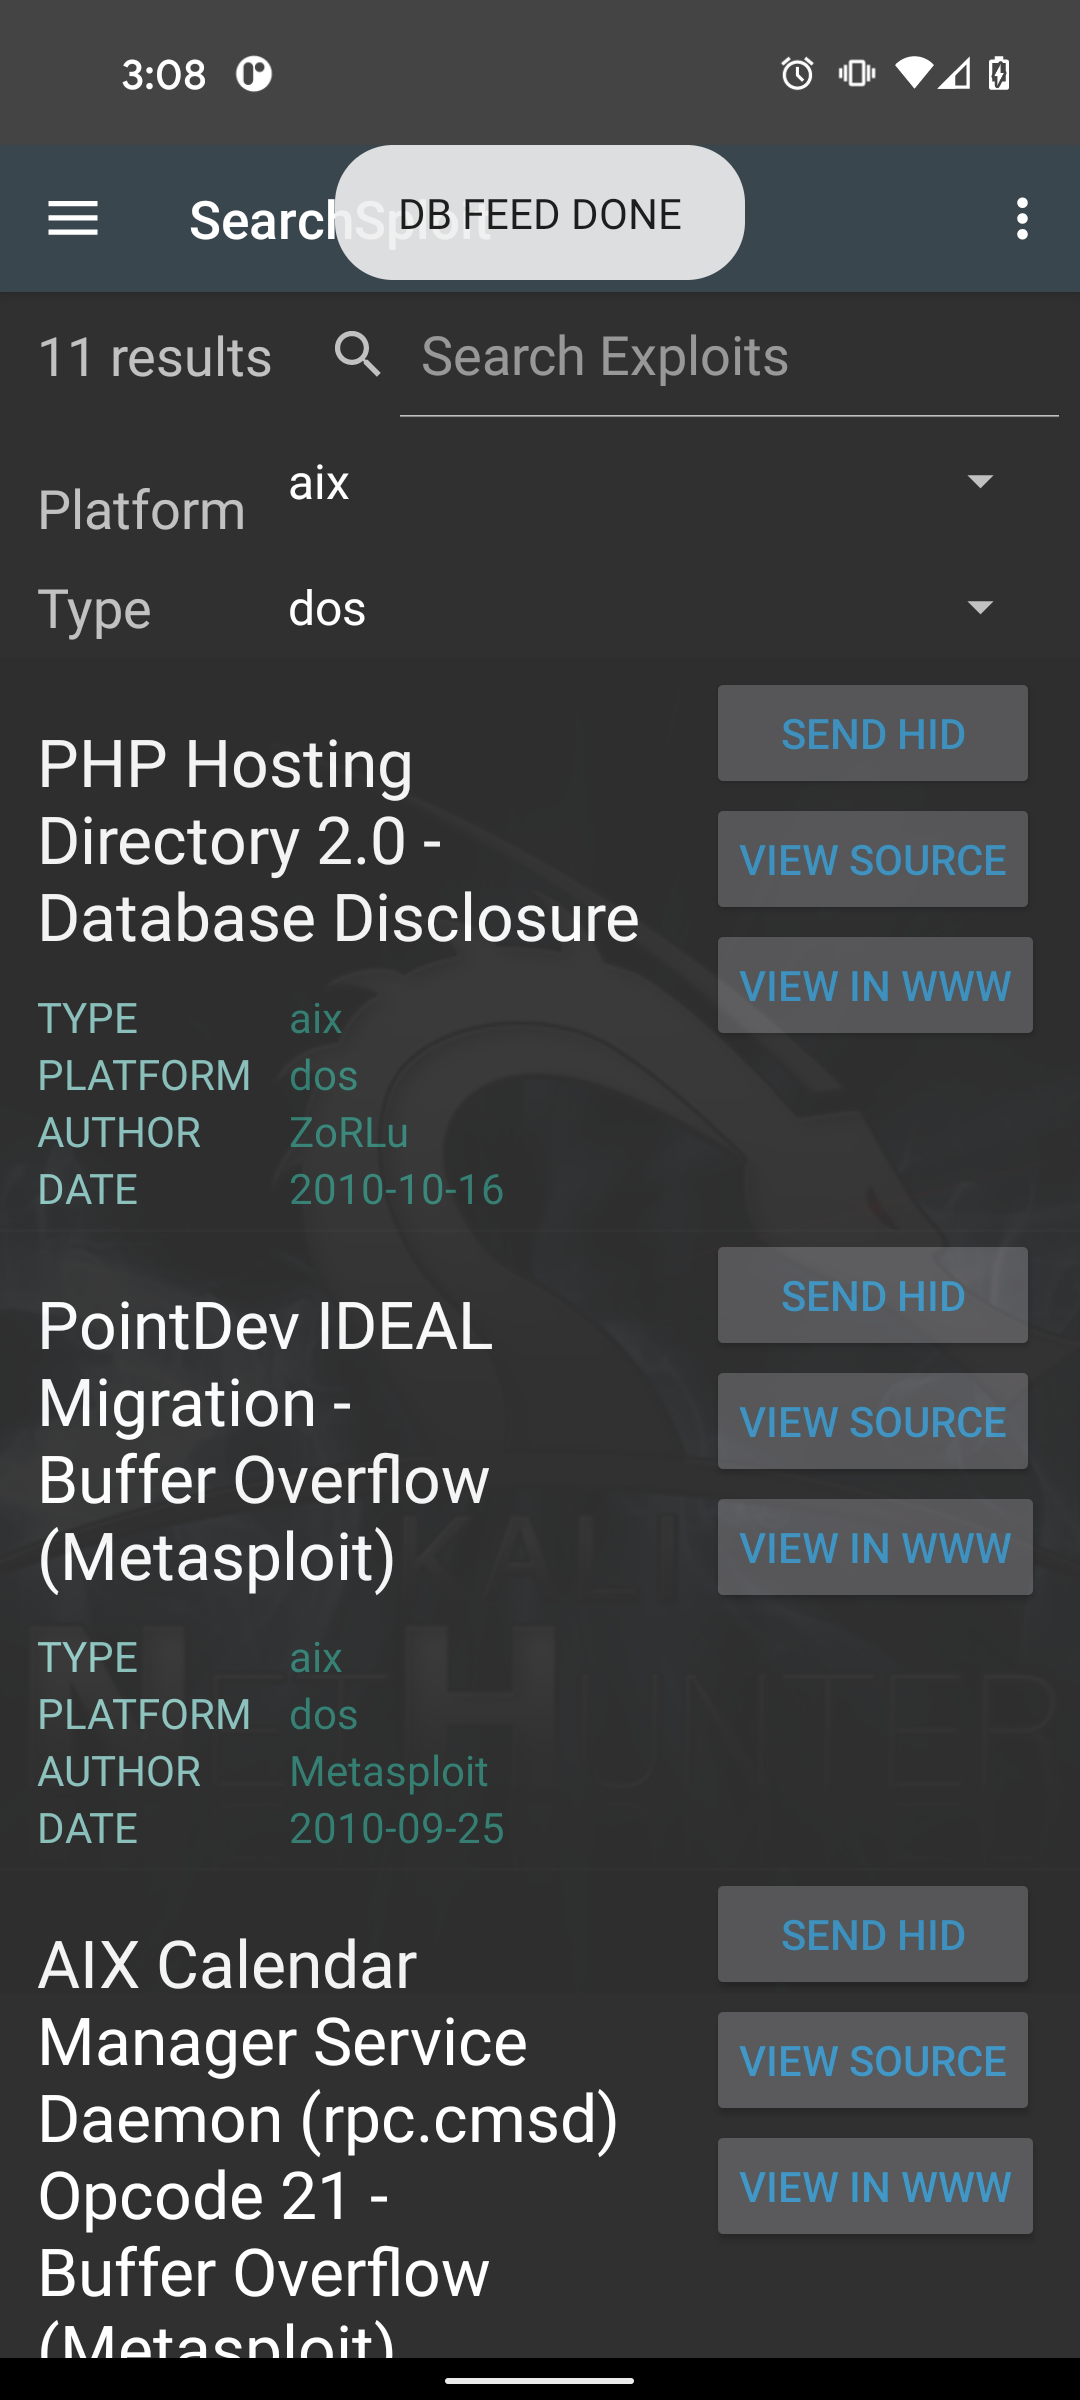 3:08
SearchSploit
DB FEED DONE
11 results
Search Exploits
Platform
aix
Type
dos
PHP Hosting
Directory 2.0 -
Database Disclosure
SEND HID
VIEW SOURCE
VIEW IN WWW
TYPE aix
PLATFORM dos
AUTHOR ZoRLu
DATE 2010-10-16
PointDev IDEAL
Migration -
Buffer Overflow
(Metasploit)
SEND HID
VIEW SOURCE
VIEW IN WWW
TYPE aix
PLATFORM dos
AUTHOR Metasploit
DATE 2010-09-25
KALI
NETHUNTER
AIX Calendar
Manager Service
Daemon (rpc.cmsd)
Opcode 21 -
Buffer Overflow
(Metasploit)
SEND HID
VIEW SOURCE
VIEW IN WWW